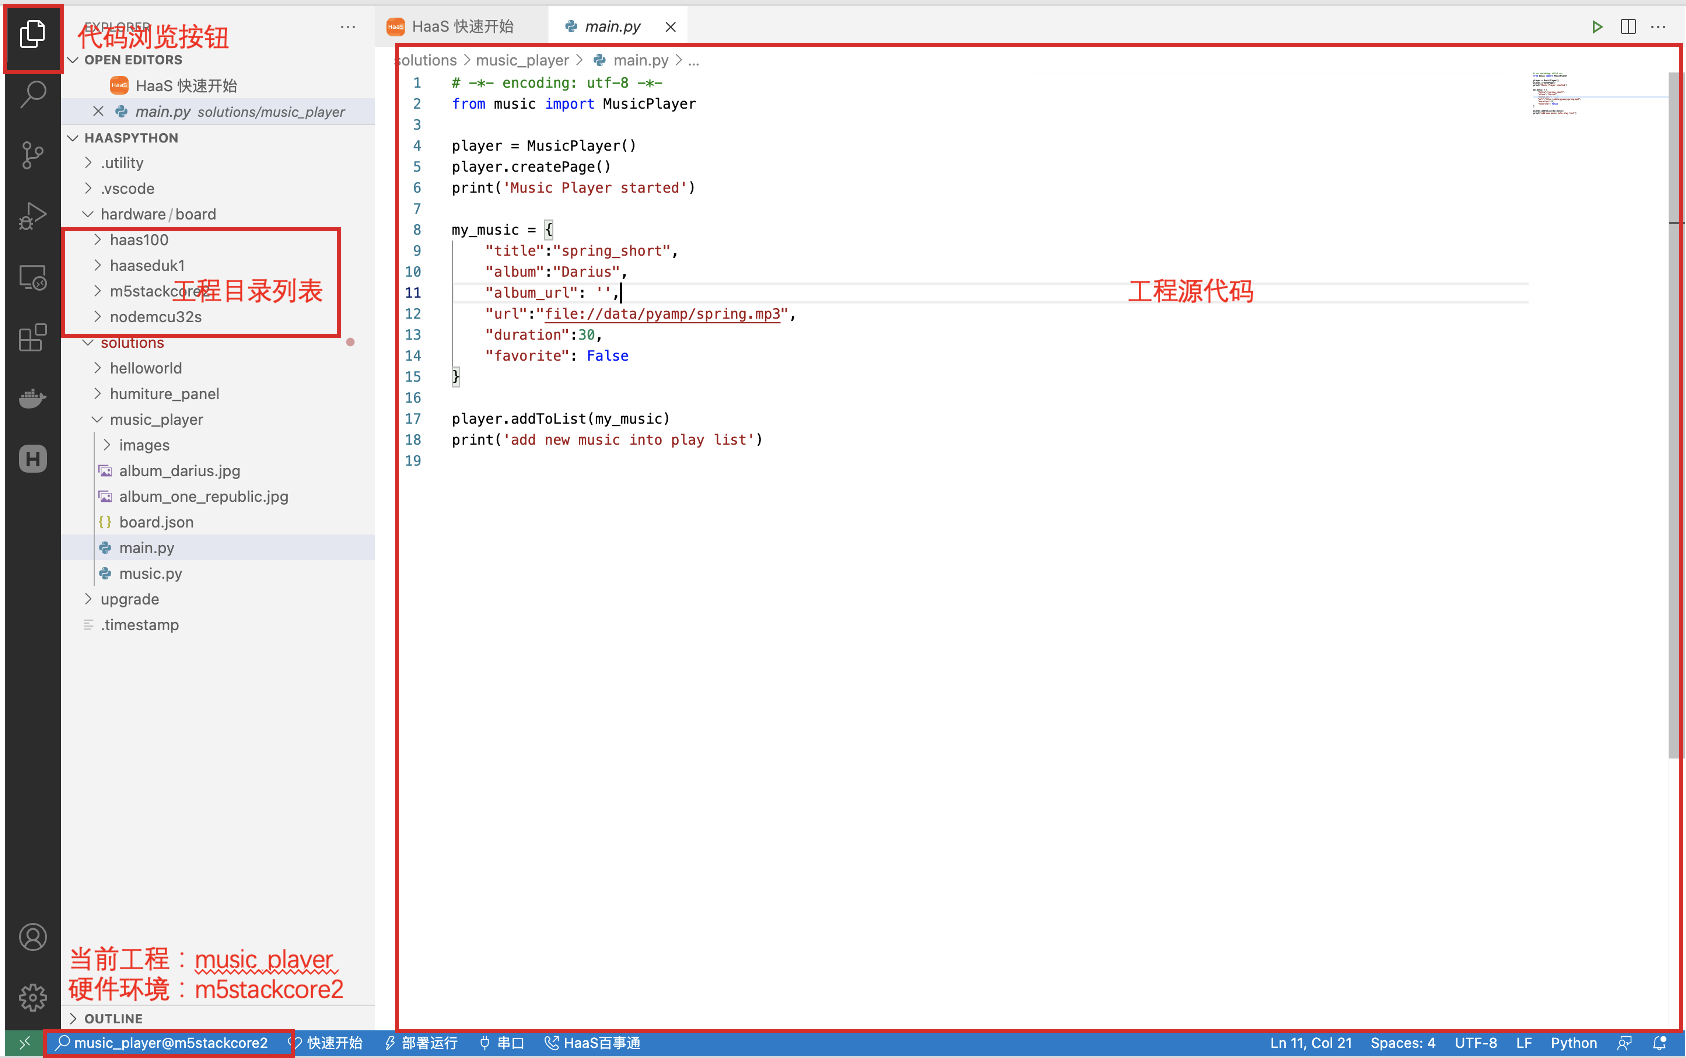 EXPLORER
代码浏览按钮
OPEN EDITORS
HaaS 快速开始
main.py solutions/music_player
HAASPYTHON
.utility
.vscode
hardware/board
haas100
haaseduk1
m5stackcore2
工程目录列表
nodemcu32s
solutions
helloworld
humiture_panel
music_player
images
album_darius.jpg
album_one_republic.jpg
board.json
main.py
music.py
upgrade
.timestamp
当前工程：music_player
硬件环境：m5stackcore2
OUTLINE
HaaS 快速开始
main.py
solutions > music_player > main.py > ...
1 # -*- encoding: utf-8 -*-
2 from music import MusicPlayer
3
4 player = MusicPlayer()
5 player.createPage()
6 print('Music Player started')
7
8 my_music = {
9 "title":"spring_short",
10 "album":"Darius",
11 "album_url": '',
12 "url":"file://data/pyamp/spring.mp3",
13 "duration":30,
14 "favorite": False
15 }
16
17 player.addToList(my_music)
18 print('add new music into play list')
19
工程源代码
music_player@m5stackcore2 快速开始 部署运行 串口 HaaS百事通 Ln 11, Col 21 Spaces: 4 UTF-8 LF Python